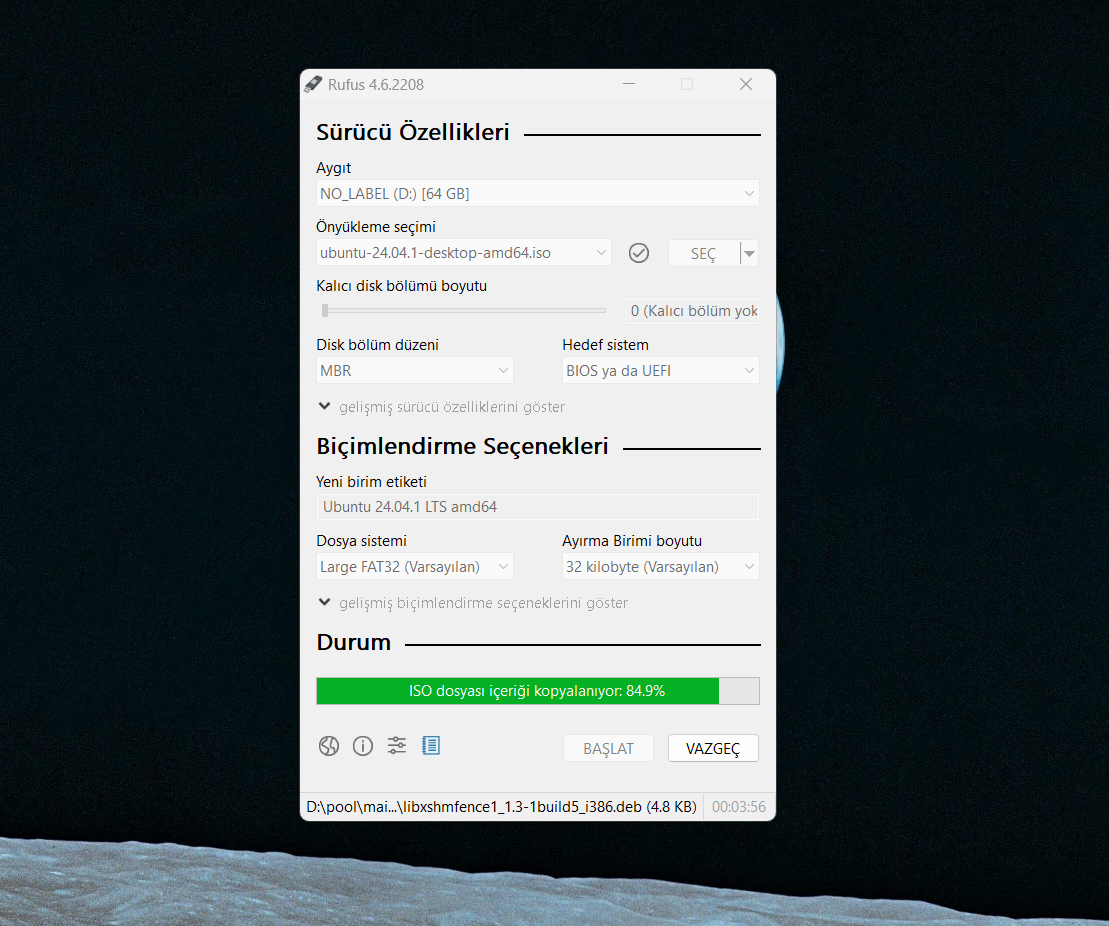 Rufus 4.6.2208
Sürücü Özellikleri
Aygıt
NO_LABEL (D:) [64 GB]
Önyükleme seçimi
ubuntu-24.04.1-desktop-amd64.iso
SEÇ
Kalıcı disk bölümü boyutu
0 (Kalıcı bölüm yok
Disk bölüm düzeni
Hedef sistem
MBR
BIOS ya da UEFI
gelişmiş sürücü özelliklerini göster
Biçimlendirme Seçenekleri
Yeni birim etiketi
Ubuntu 24.04.1 LTS amd64
Dosya sistemi
Ayırma Birimi boyutu
Large FAT32 (Varsayılan)
32 kilobyte (Varsayılan)
gelişmiş biçimlendirme seçeneklerini göster
Durum
ISO dosyası içeriği kopyalanıyor: 84.9%
BAŞLAT
VAZGEÇ
D:\pool\mai...\libxshmfence1_1.3-1build5_i386.deb (4.8 KB)
00:03:56